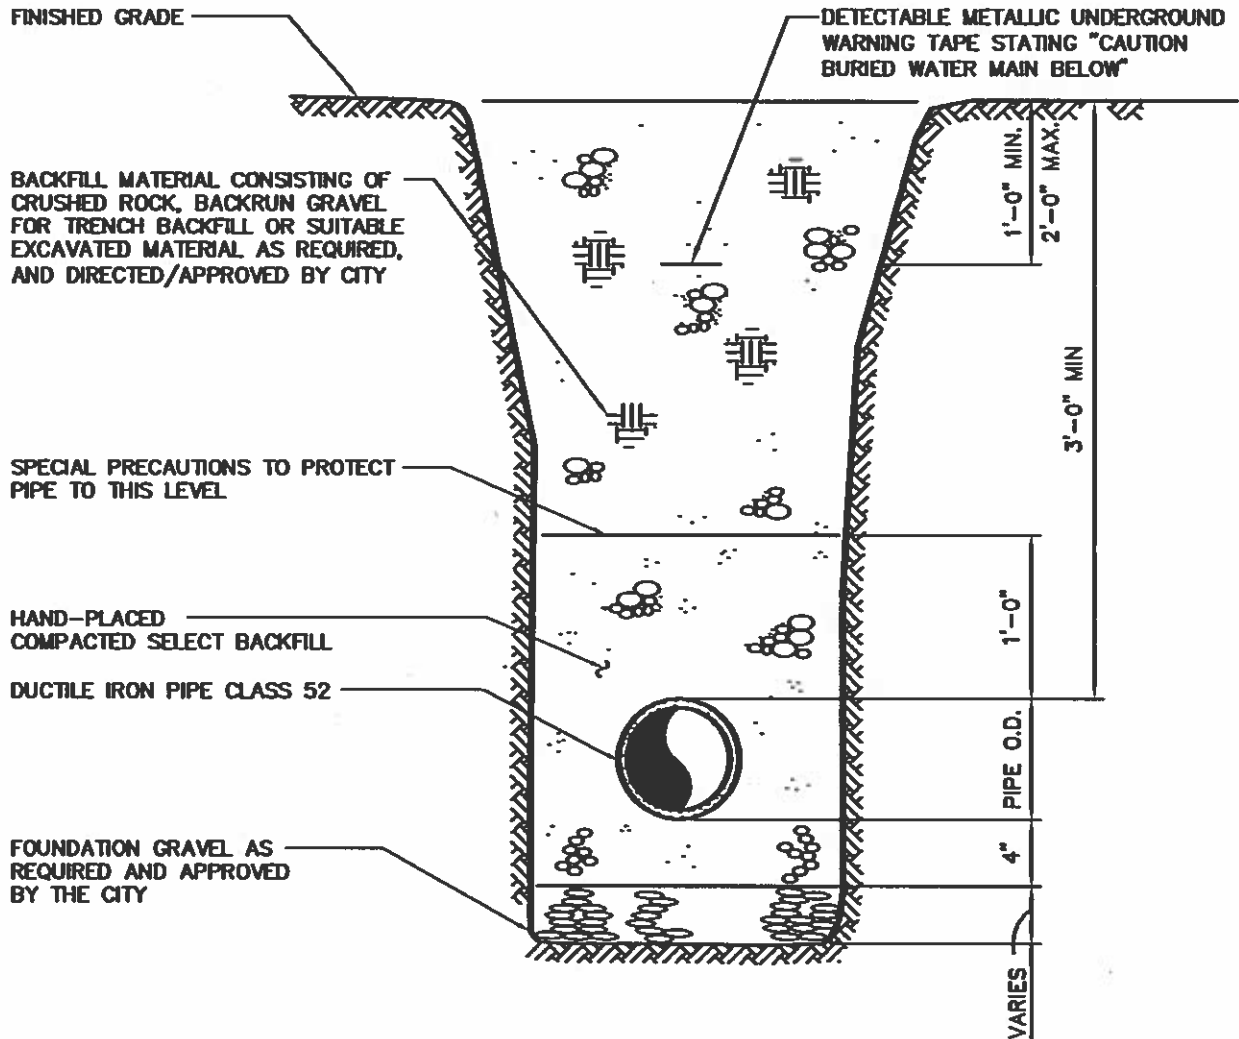 FINISHED GRADE
DETECTABLE METALLIC UNDERGROUND
WARNING TAPE STATING "CAUTION
BURIED WATER MAIN BELOW"
BACKFILL MATERIAL CONSISTING OF
CRUSHED ROCK, BACKRUN GRAVEL
FOR TRENCH BACKFILL OR SUITABLE
EXCAVATED MATERIAL AS REQUIRED,
AND DIRECTED/APPROVED BY CITY
1'-0" MIN.
2'-0" MAX.
3'-0" MIN
SPECIAL PRECAUTIONS TO PROTECT
PIPE TO THIS LEVEL
HAND-PLACED
COMPACTED SELECT BACKFILL
1'-0"
DUCTILE IRON PIPE CLASS 52
PIPE O.D.
FOUNDATION GRAVEL AS
REQUIRED AND APPROVED
BY THE CITY
4"
VARIES